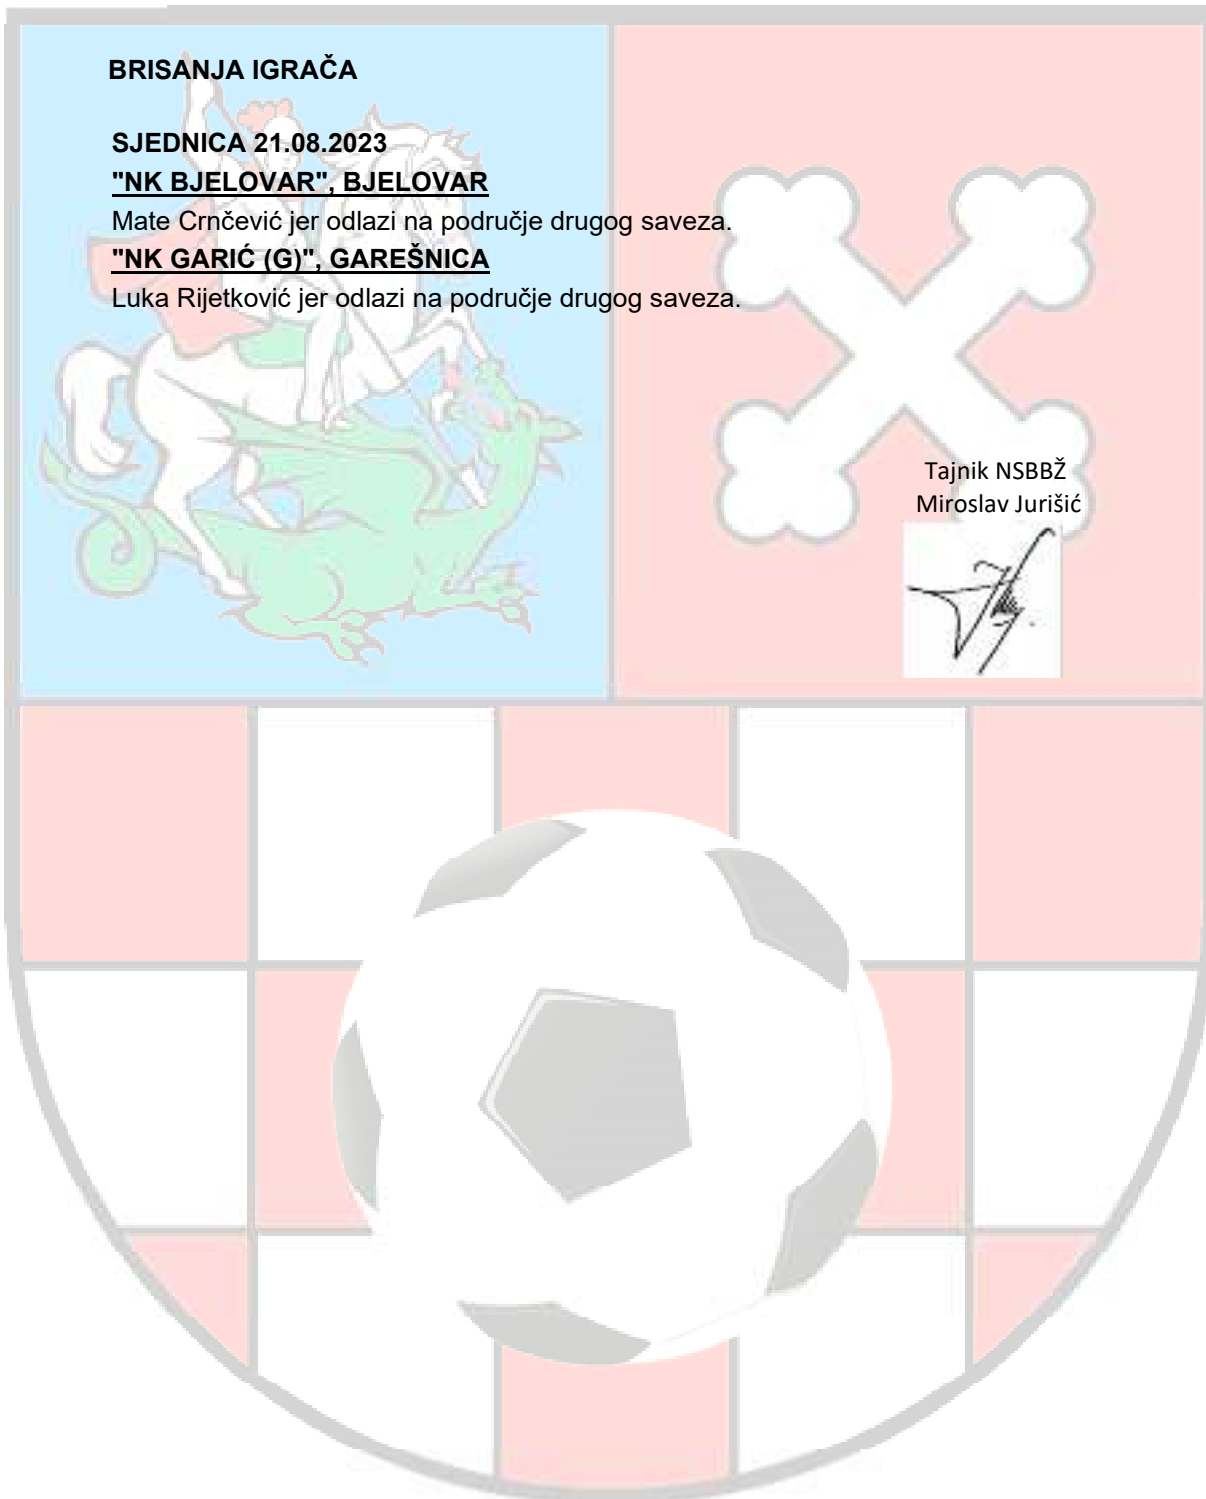 BRISANJA IGRAČA
SJEDNICA 21.08.2023
"NK BJELOVAR", BJELOVAR
Mate Crnčević jer odlazi na područje drugog saveza.
"NK GARIĆ (G)", GAREŠNICA
Luka Rijetković jer odlazi na područje drugog saveza.
Tajnik NSBBŽ
Miroslav Jurišić